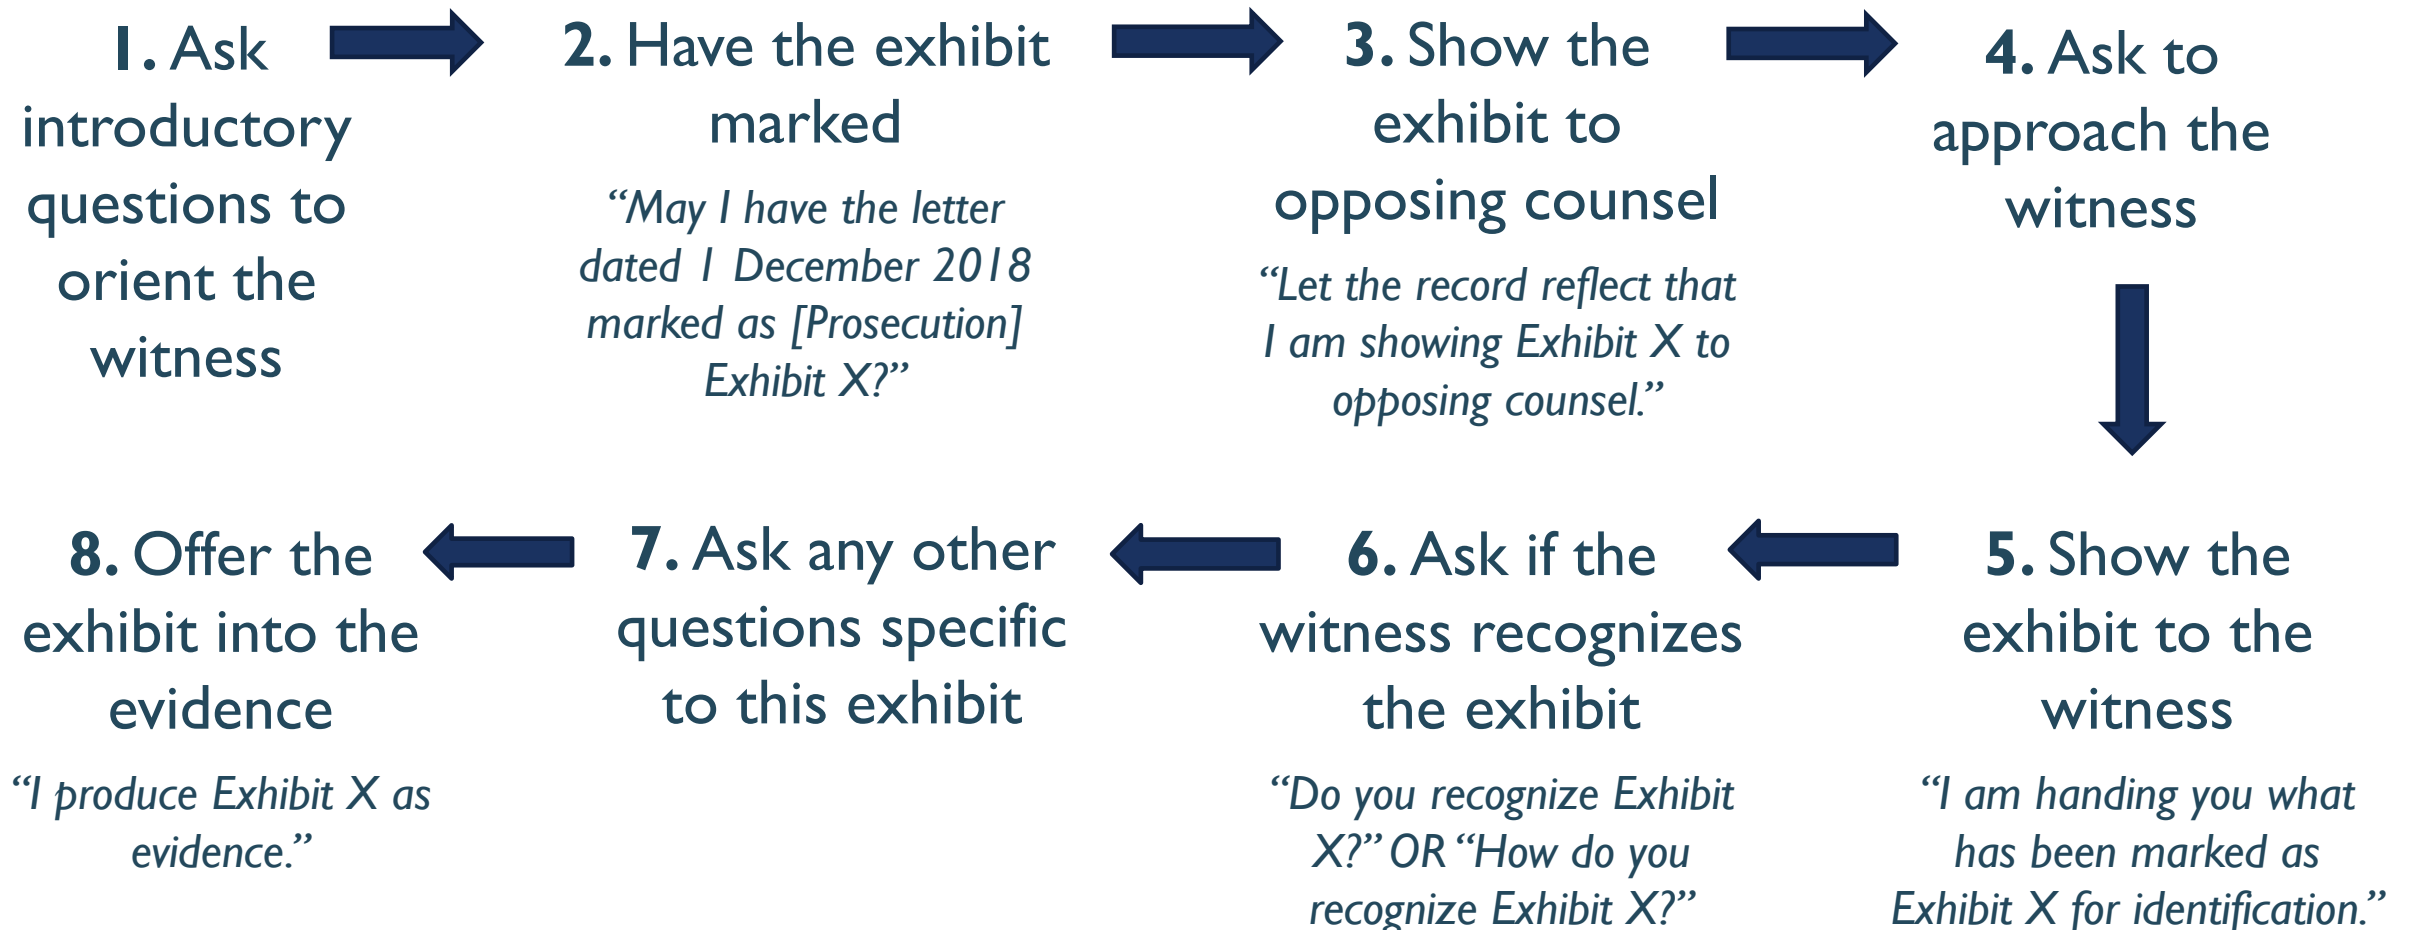 1. Ask
introductory
questions to
orient the
witness
2. Have the exhibit
marked
“May I have the letter
dated 1 December 2018
marked as [Prosecution]
Exhibit X?”
3. Show the
exhibit to
opposing counsel
“Let the record reflect that
I am showing Exhibit X to
opposing counsel.”
4. Ask to
approach the
witness
5. Show the
exhibit to the
witness
“I am handing you what
has been marked as
Exhibit X for identification.”
6. Ask if the
witness recognizes
the exhibit
“Do you recognize Exhibit
X?” OR “How do you
recognize Exhibit X?”
7. Ask any other
questions specific
to this exhibit
8. Offer the
exhibit into the
evidence
“I produce Exhibit X as
evidence.”